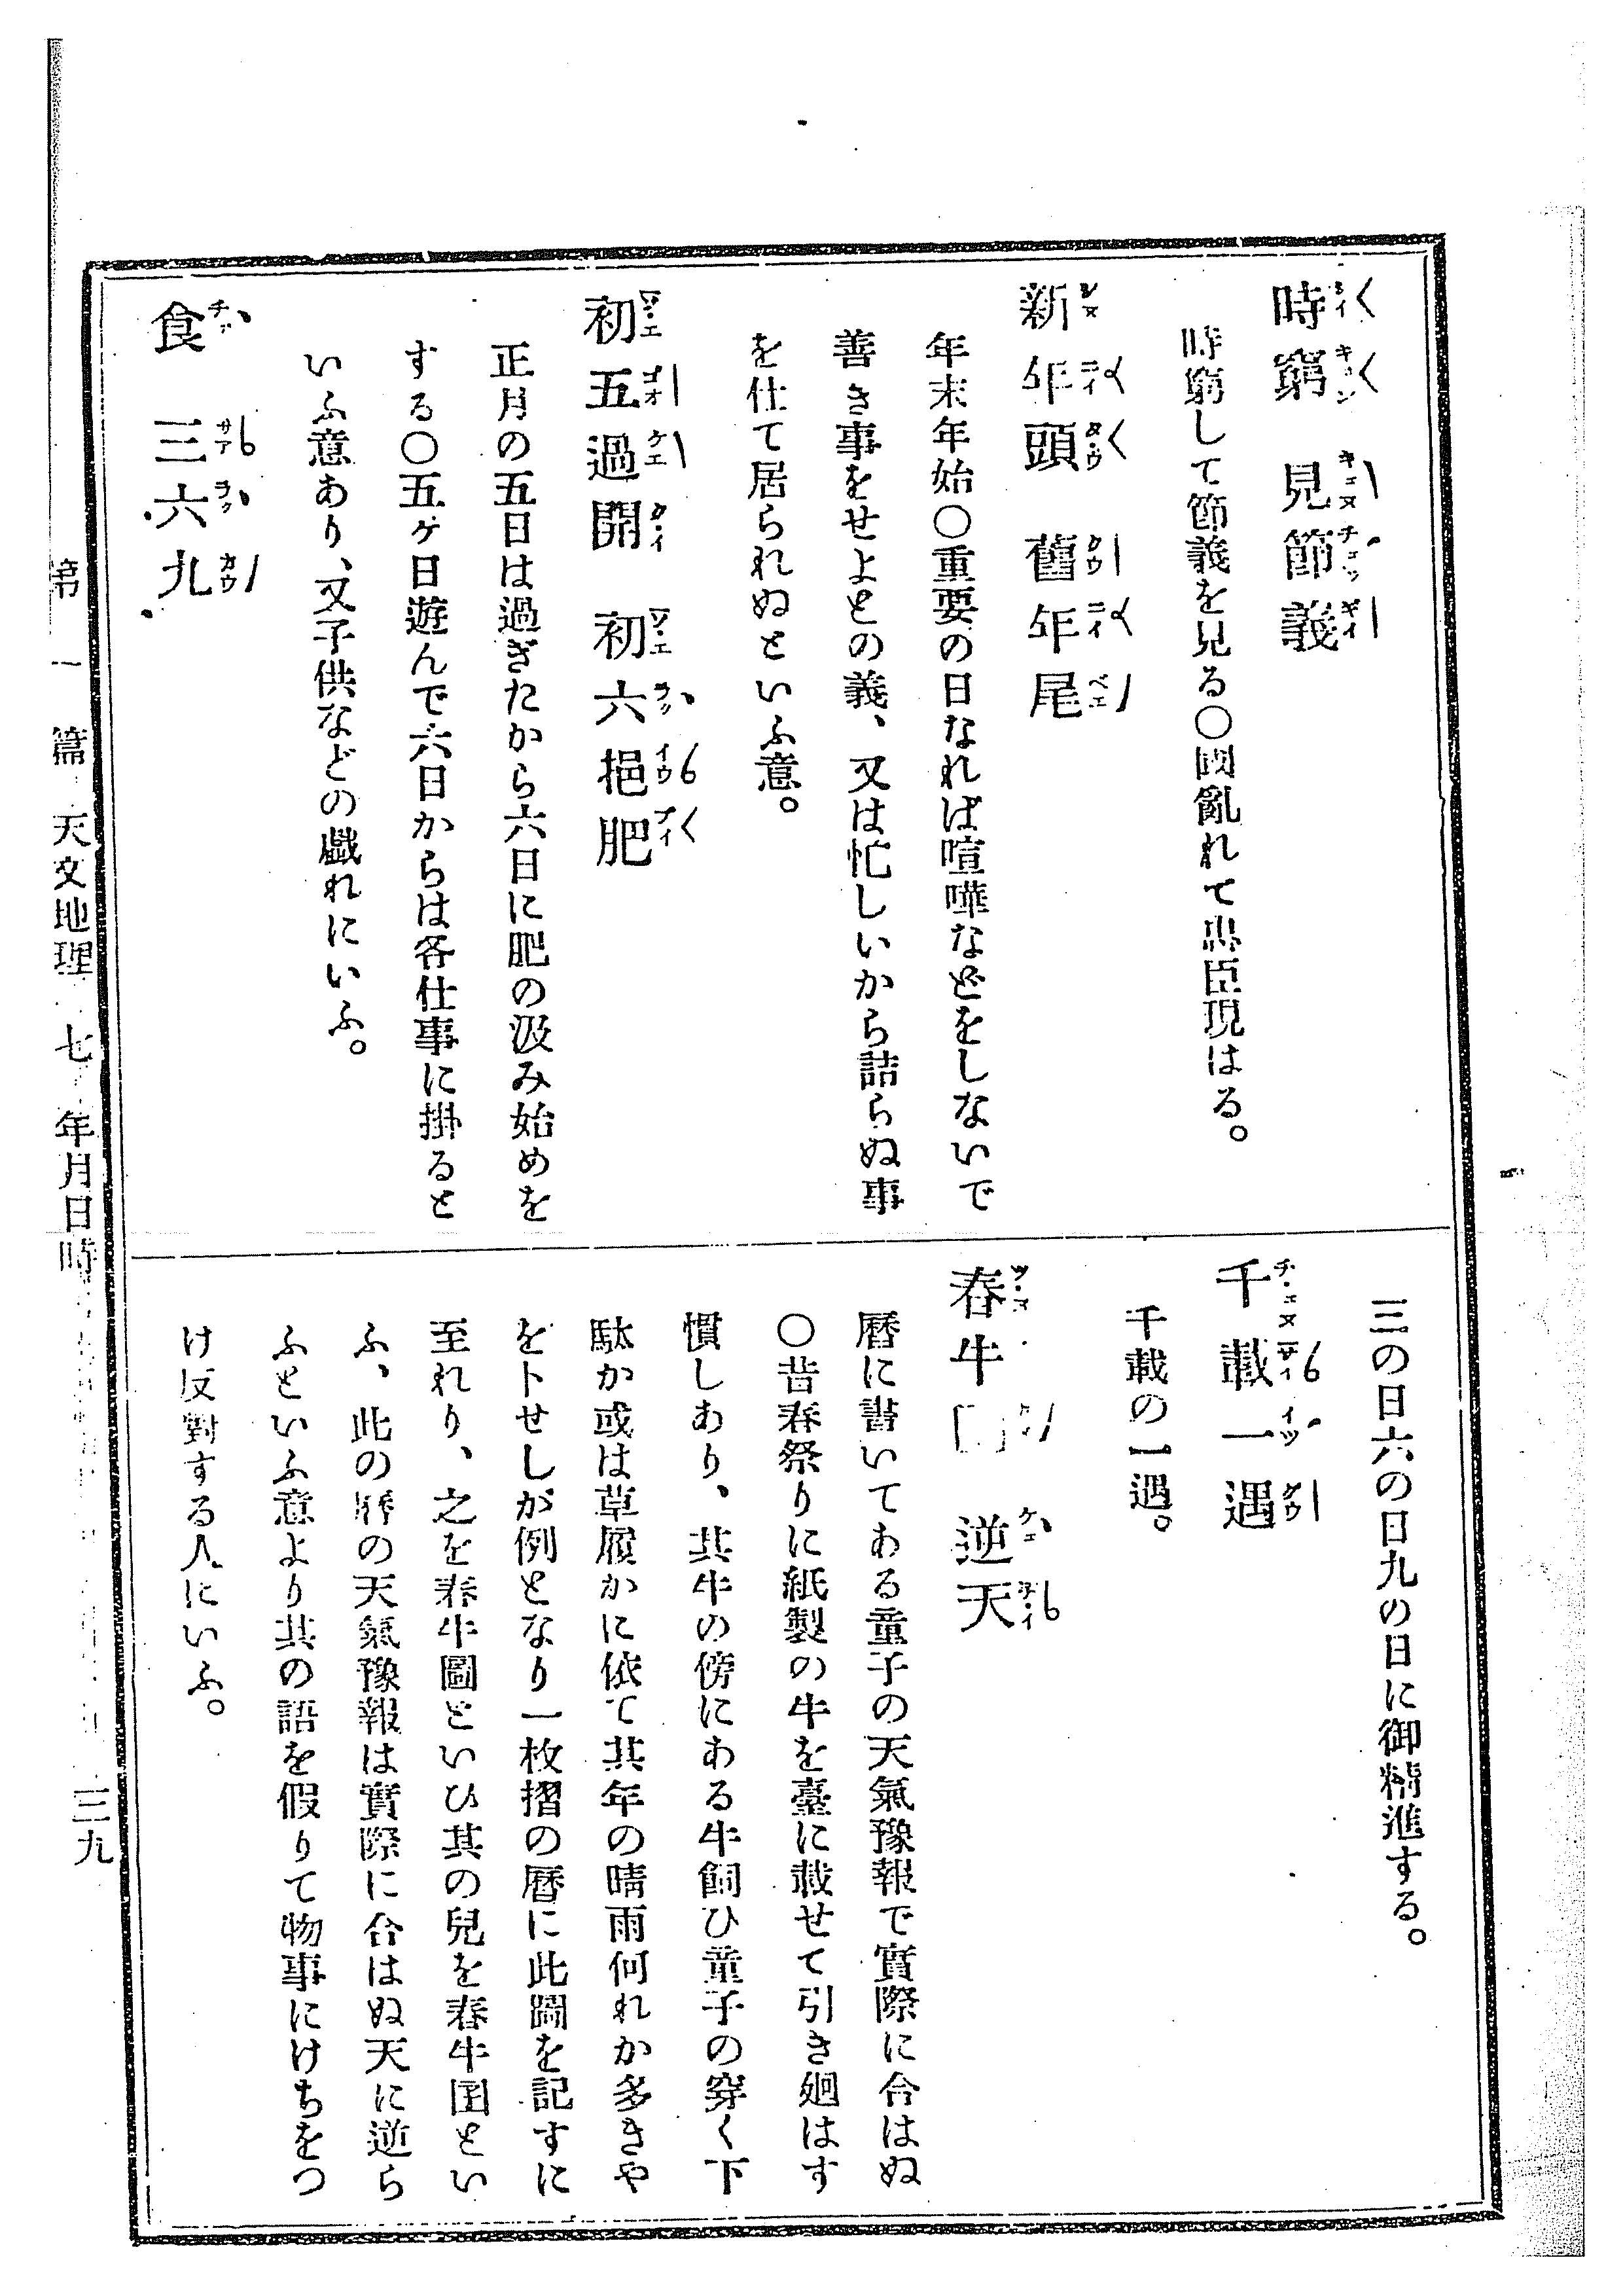 時窮　見節義
時窮して節義を見る〇國亂れて忠臣現はる。
新年頭　舊年尾
年末年始〇重要の日なれば喧嘩などをしないで
善き事をせよとの義、又は忙しいから詰らぬ事
を仕て居られぬといふ意。
初五過開　初六挹肥
正月の五日は過ぎたから六日に肥の汲み始めを
する〇五ヶ日遊んで六日からは各仕事に掛ると
いふ意あり、又子供などの戯れにいふ。
食　三六九
三の日六の日九の日に御精進する。
千載一遇
千載の一遇。
春牛　逆天
暦に書いてある童子の天氣豫報で實際に合はぬ
〇昔春祭りに紙製の牛を臺に載せて引き廻はす
慣しあり、其牛の傍にある牛飼ひ童子の穿く下
駄か或は草履かに依て其年の晴雨何れか多きや
をトせしが例となり一枚摺の暦に此圖を記すに
至れり、之を春牛圖といひ其の兒を春牛囝とい
ふ、此の暦の天氣豫報は實際に合はぬ天に逆ら
ふといふ意より其の語を假りて物事にけちをつ
け反對する人にいふ。
第一篇　天文地理　七　年月日時
三九